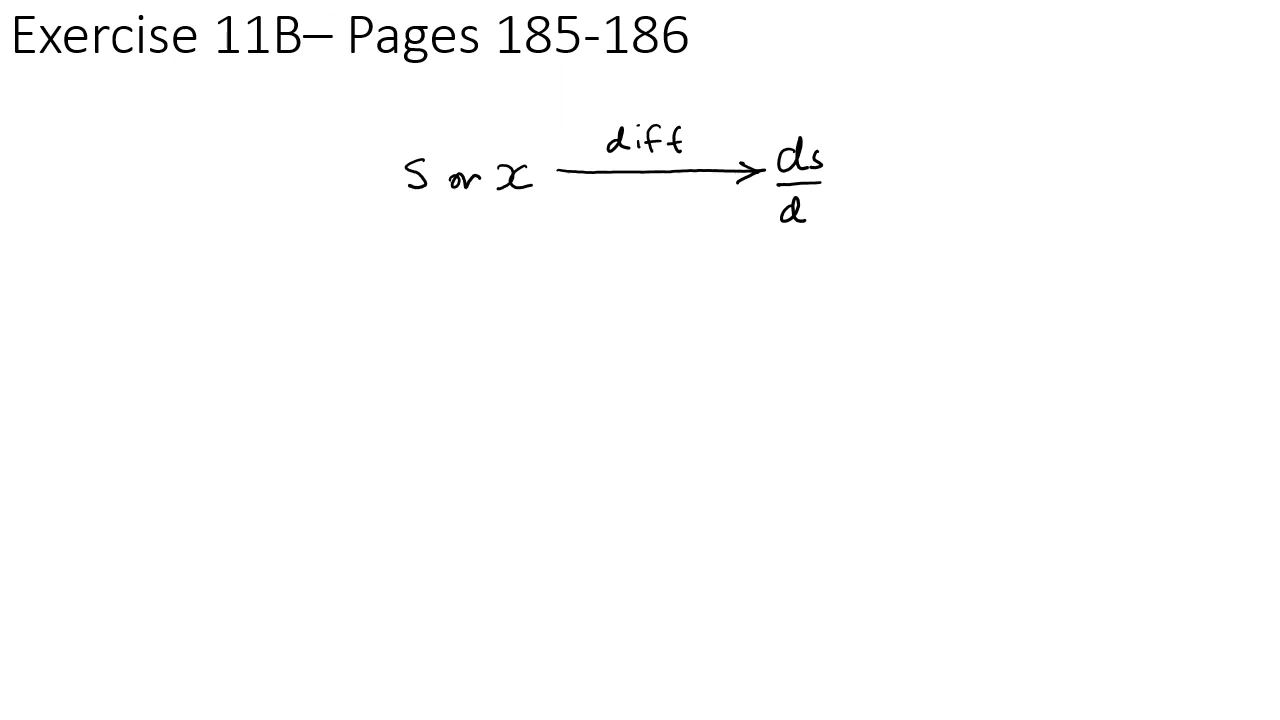 Exercise 11B– Pages 185-186
diff
s or x → ds
d